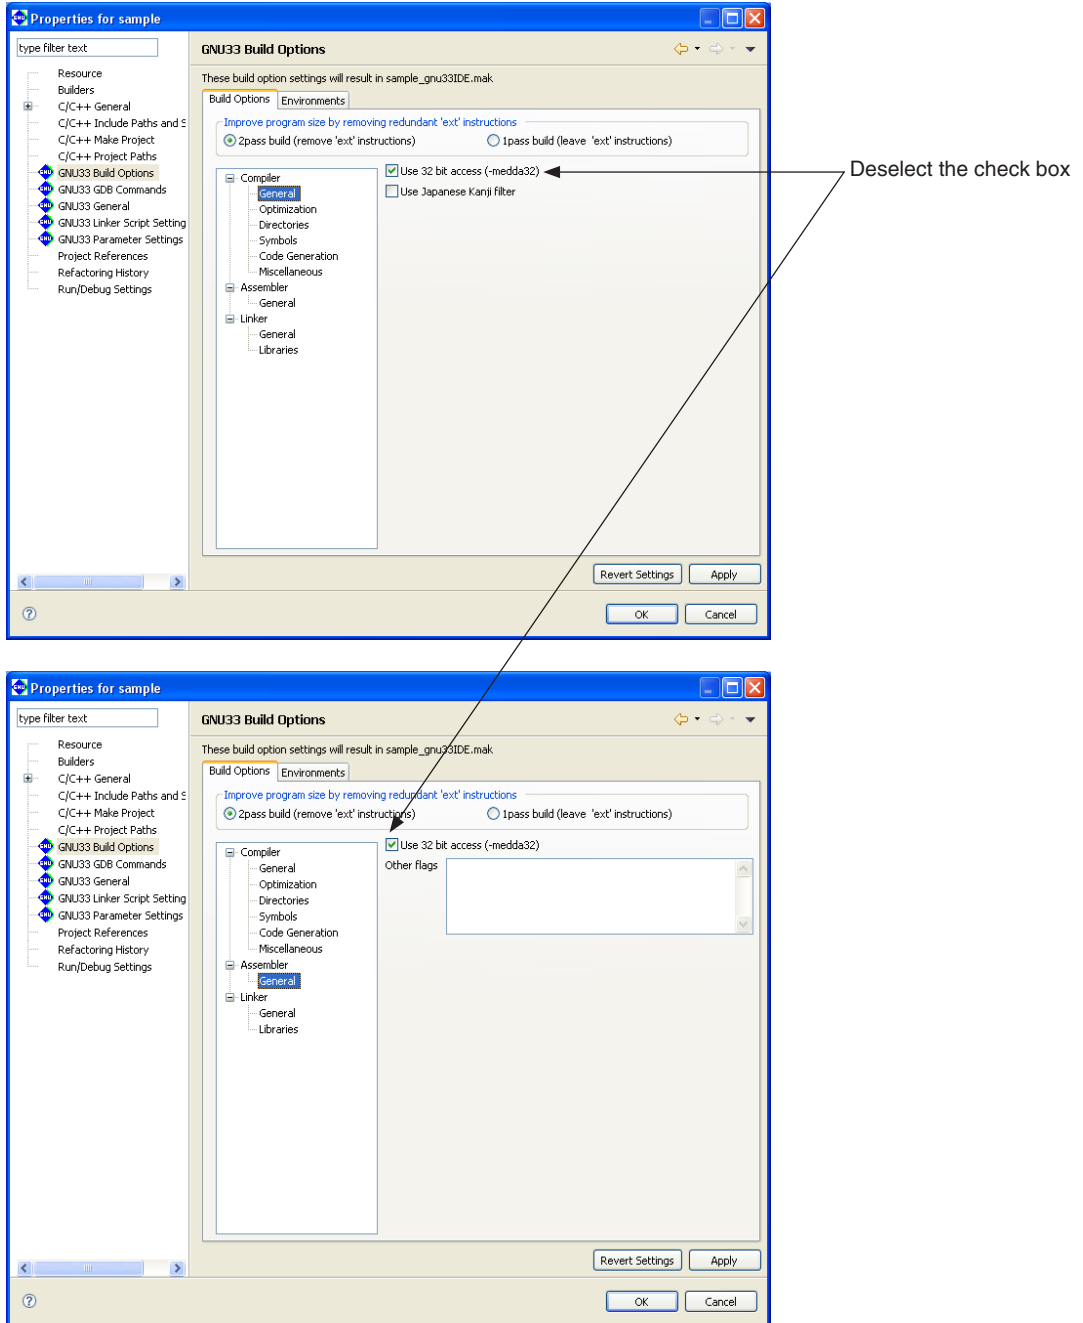 Properties for sample
type filter text
GNU33 Build Options
Resource
Builders
C/C++ General
C/C++ Include Paths and S
C/C++ Make Project
C/C++ Project Paths
GNU33 Build Options
GNU33 GDB Commands
GNU33 General
GNU33 Linker Script Setting
GNU33 Parameter Settings
Project References
Refactoring History
Run/Debug Settings
These build option settings will result in sample_gnu33IDE.mak
Build Options
Environments
Improve program size by removing redundant 'ext' instructions
2pass build (remove 'ext' instructions)
1pass build (leave 'ext' instructions)
Compiler
General
Optimization
Directories
Symbols
Code Generation
Miscellaneous
Assembler
General
Linker
General
Libraries
Use 32 bit access (-medda32)
Use Japanese Kanji filter
Deselect the check box
Revert Settings
Apply
OK
Cancel
Properties for sample
type filter text
GNU33 Build Options
Resource
Builders
C/C++ General
C/C++ Include Paths and S
C/C++ Make Project
C/C++ Project Paths
GNU33 Build Options
GNU33 GDB Commands
GNU33 General
GNU33 Linker Script Setting
GNU33 Parameter Settings
Project References
Refactoring History
Run/Debug Settings
These build option settings will result in sample_gnu33IDE.mak
Build Options
Environments
Improve program size by removing redundant 'ext' instructions
2pass build (remove 'ext' instructions)
1pass build (leave 'ext' instructions)
Compiler
General
Optimization
Directories
Symbols
Code Generation
Miscellaneous
Assembler
General
Linker
General
Libraries
Use 32 bit access (-medda32)
Other flags
Revert Settings
Apply
OK
Cancel